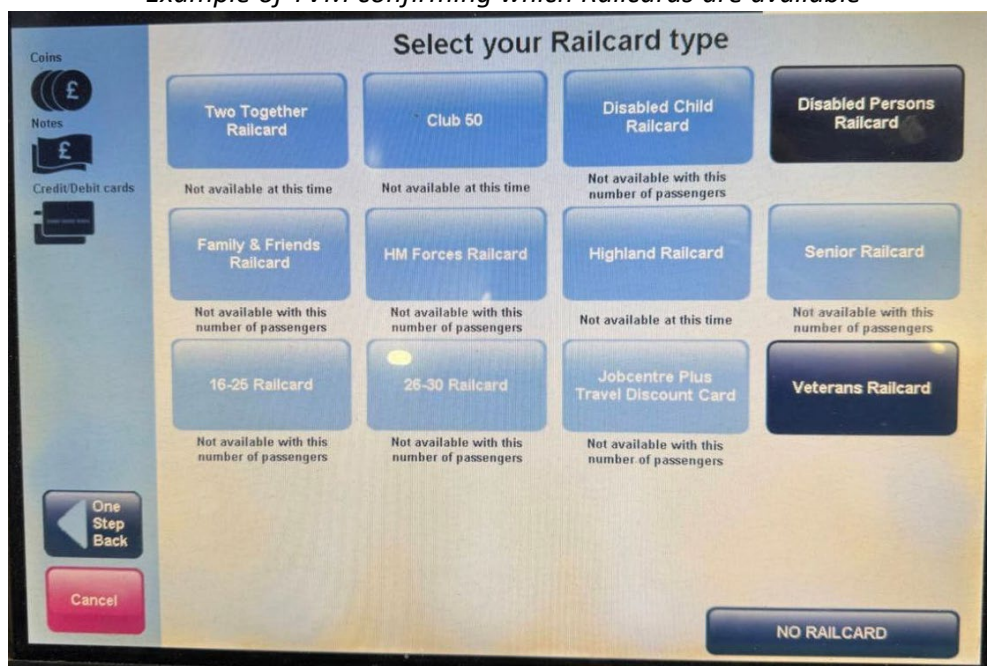 Example of TVM confirming which Railcards are available
Select your Railcard type
Coins
£
Notes
£
Credit/Debit cards
Two Together
Railcard
Club 50
Disabled Child
Railcard
Disabled Persons
Railcard
Not available at this time
Not available at this time
Not available with this
number of passengers
Family & Friends
Railcard
HM Forces Railcard
Highland Railcard
Senior Railcard
Not available with this
number of passengers
Not available with this
number of passengers
Not available at this time
Not available with this
number of passengers
16-25 Railcard
26-30 Railcard
Jobcentre Plus
Travel Discount Card
Veterans Railcard
Not available with this
number of passengers
Not available with this
number of passengers
Not available with this
number of passengers
One
Step
Back
Cancel
NO RAILCARD